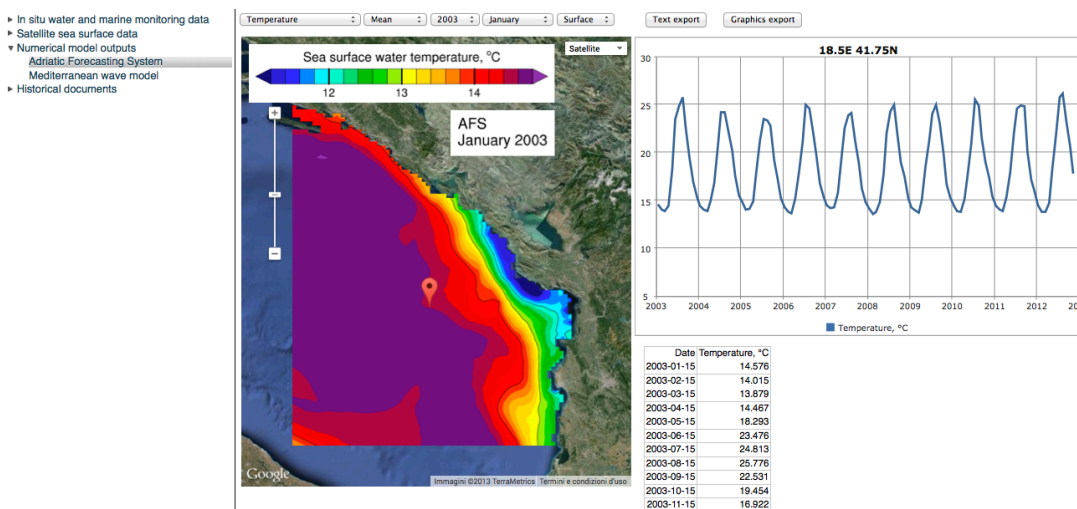 In situ water and marine monitoring data
Satellite sea surface data
Numerical model outputs
Adriatic Forecasting System
Mediterranean wave model
Historical documents
Temperature Mean 2003 January Surface Text export Graphics export
Satellite
Sea surface water temperature, °C
12 13 14
AFS
January 2003
Google
Immagini ©2013 TerraMetrics Termini e condizioni d'uso
18.5E 41.75N
30
25
20
15
10
5
2003 2004 2005 2006 2007 2008 2009 2010 2011 2012 20
Temperature, °C
Date Temperature, °C
2003-01-15 14.576
2003-02-15 14.015
2003-03-15 13.879
2003-04-15 14.467
2003-05-15 18.293
2003-06-15 23.476
2003-07-15 24.813
2003-08-15 25.776
2003-09-15 22.531
2003-10-15 19.454
2003-11-15 16.922